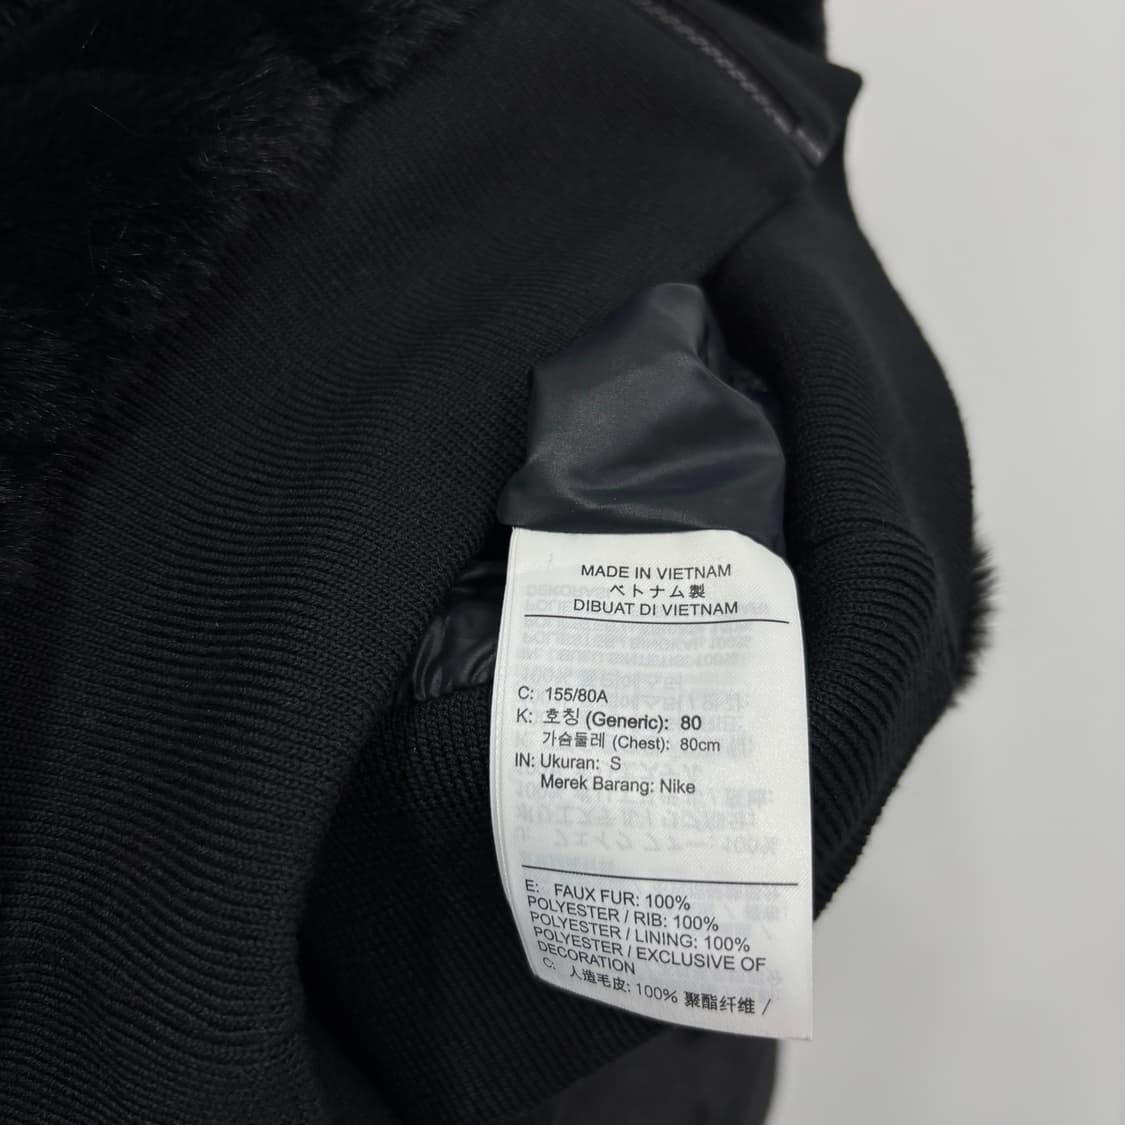 MADE IN VIETNAM
ベトナム製
DIBUAT DI VIETNAM
C: 155/80A
K: 호칭 (Generic): 80
가슴둘레 (Chest): 80cm
IN: Ukuran: S
Merek Barang: Nike
E: FAUX FUR: 100%
POLYESTER / RIB: 100%
POLYESTER / LINING: 100%
POLYESTER / EXCLUSIVE OF
DECORATION
C: 人造毛皮: 100% 聚酯纤维 /